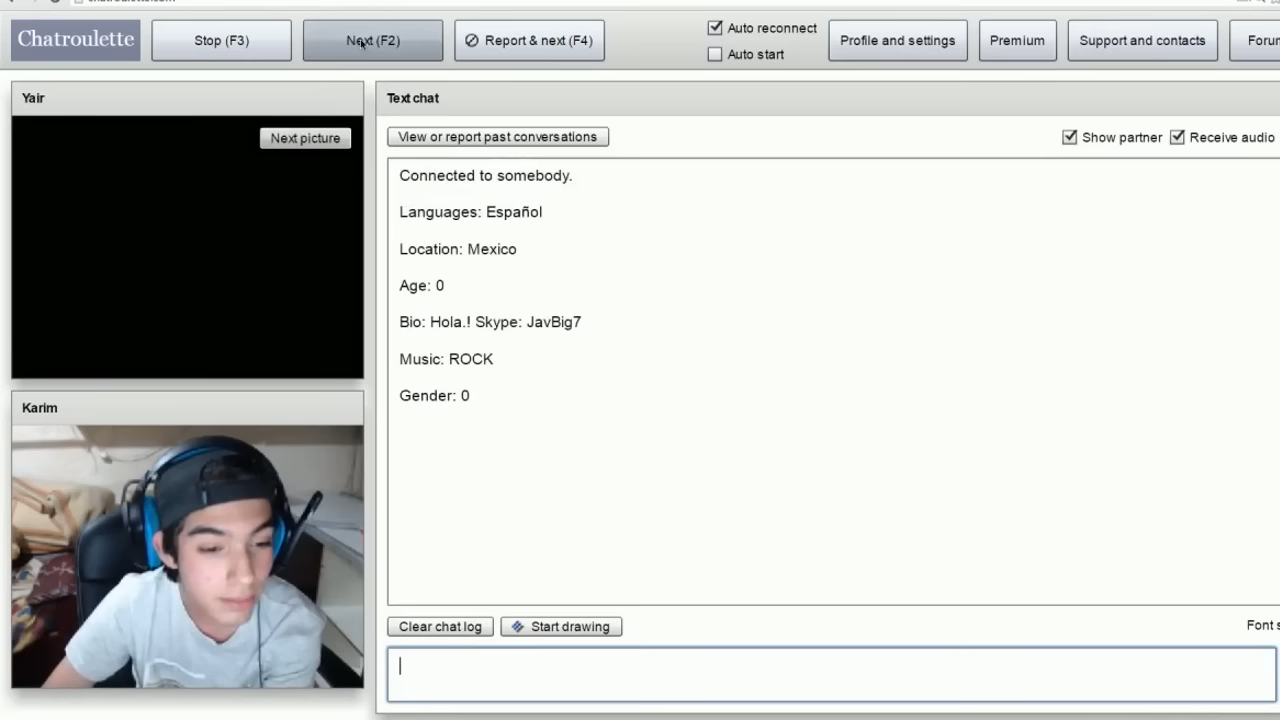 Chatroulette
Stop (F3)
Next (F2)
Report & next (F4)
Auto reconnect
Auto start
Profile and settings
Premium
Support and contacts
Yair
Next picture
Text chat
View or report past conversations
Show partner
Receive audio
Connected to somebody.
Languages: Español
Location: Mexico
Age: 0
Bio: Hola.! Skype: JavBig7
Music: ROCK
Gender: 0
Karim
Clear chat log
Start drawing
Font